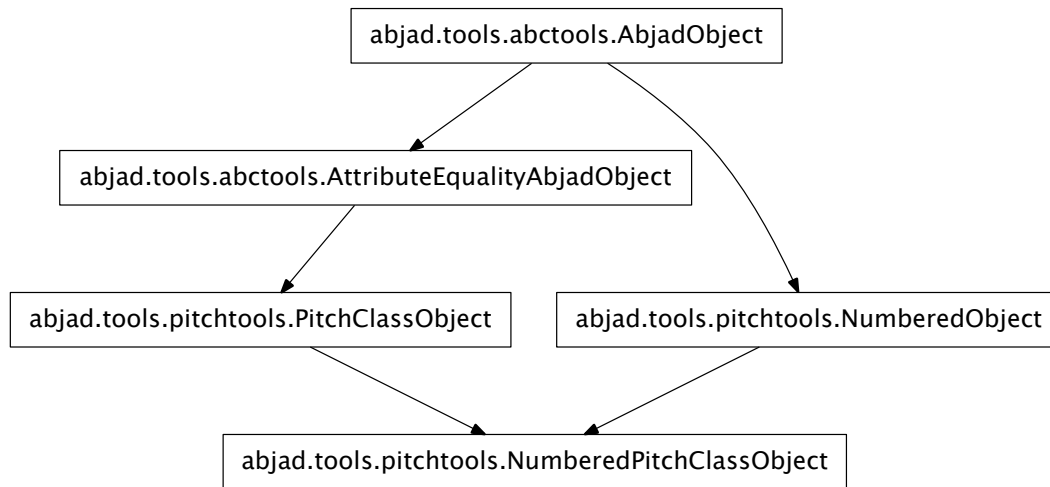 abjad.tools.abctools.AbjadObject
abjad.tools.abctools.AttributeEqualityAbjadObject
abjad.tools.pitchtools.PitchClassObject
abjad.tools.pitchtools.NumberedObject
abjad.tools.pitchtools.NumberedPitchClassObject